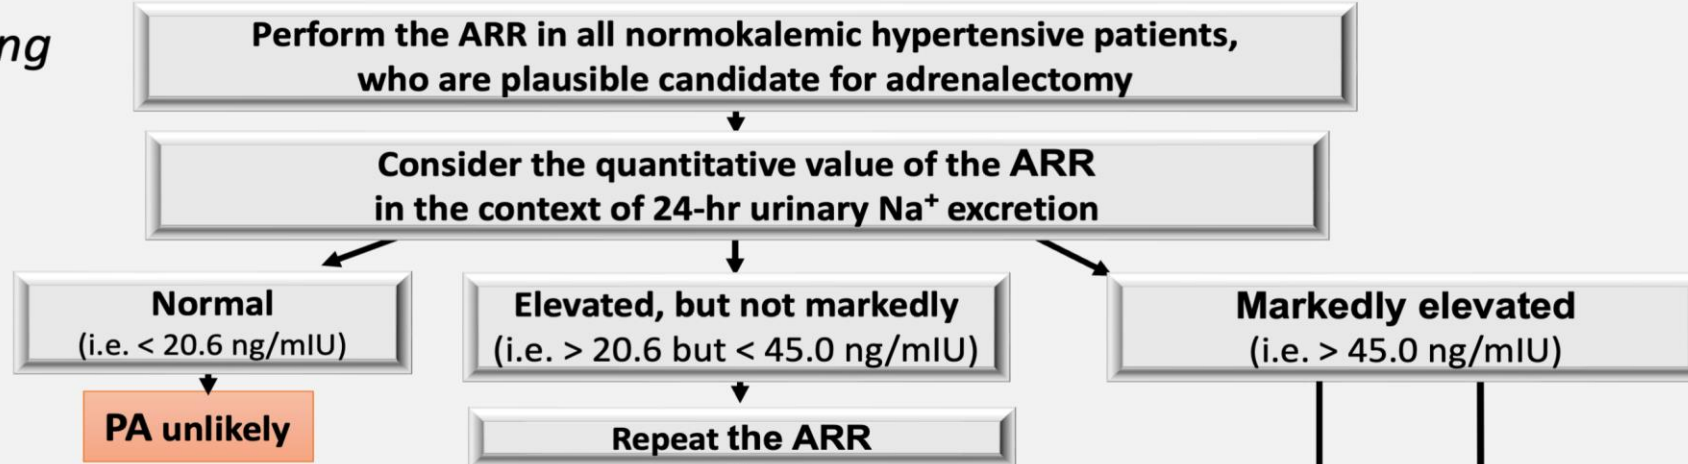 ng
Perform the ARR in all normokalemic hypertensive patients,
who are plausible candidate for adrenalectomy
Consider the quantitative value of the ARR
in the context of 24-hr urinary Na⁺ excretion
Normal
(i.e. < 20.6 ng/mIU)
Elevated, but not markedly
(i.e. > 20.6 but < 45.0 ng/mIU)
Markedly elevated
(i.e. > 45.0 ng/mIU)
PA unlikely
Repeat the ARR